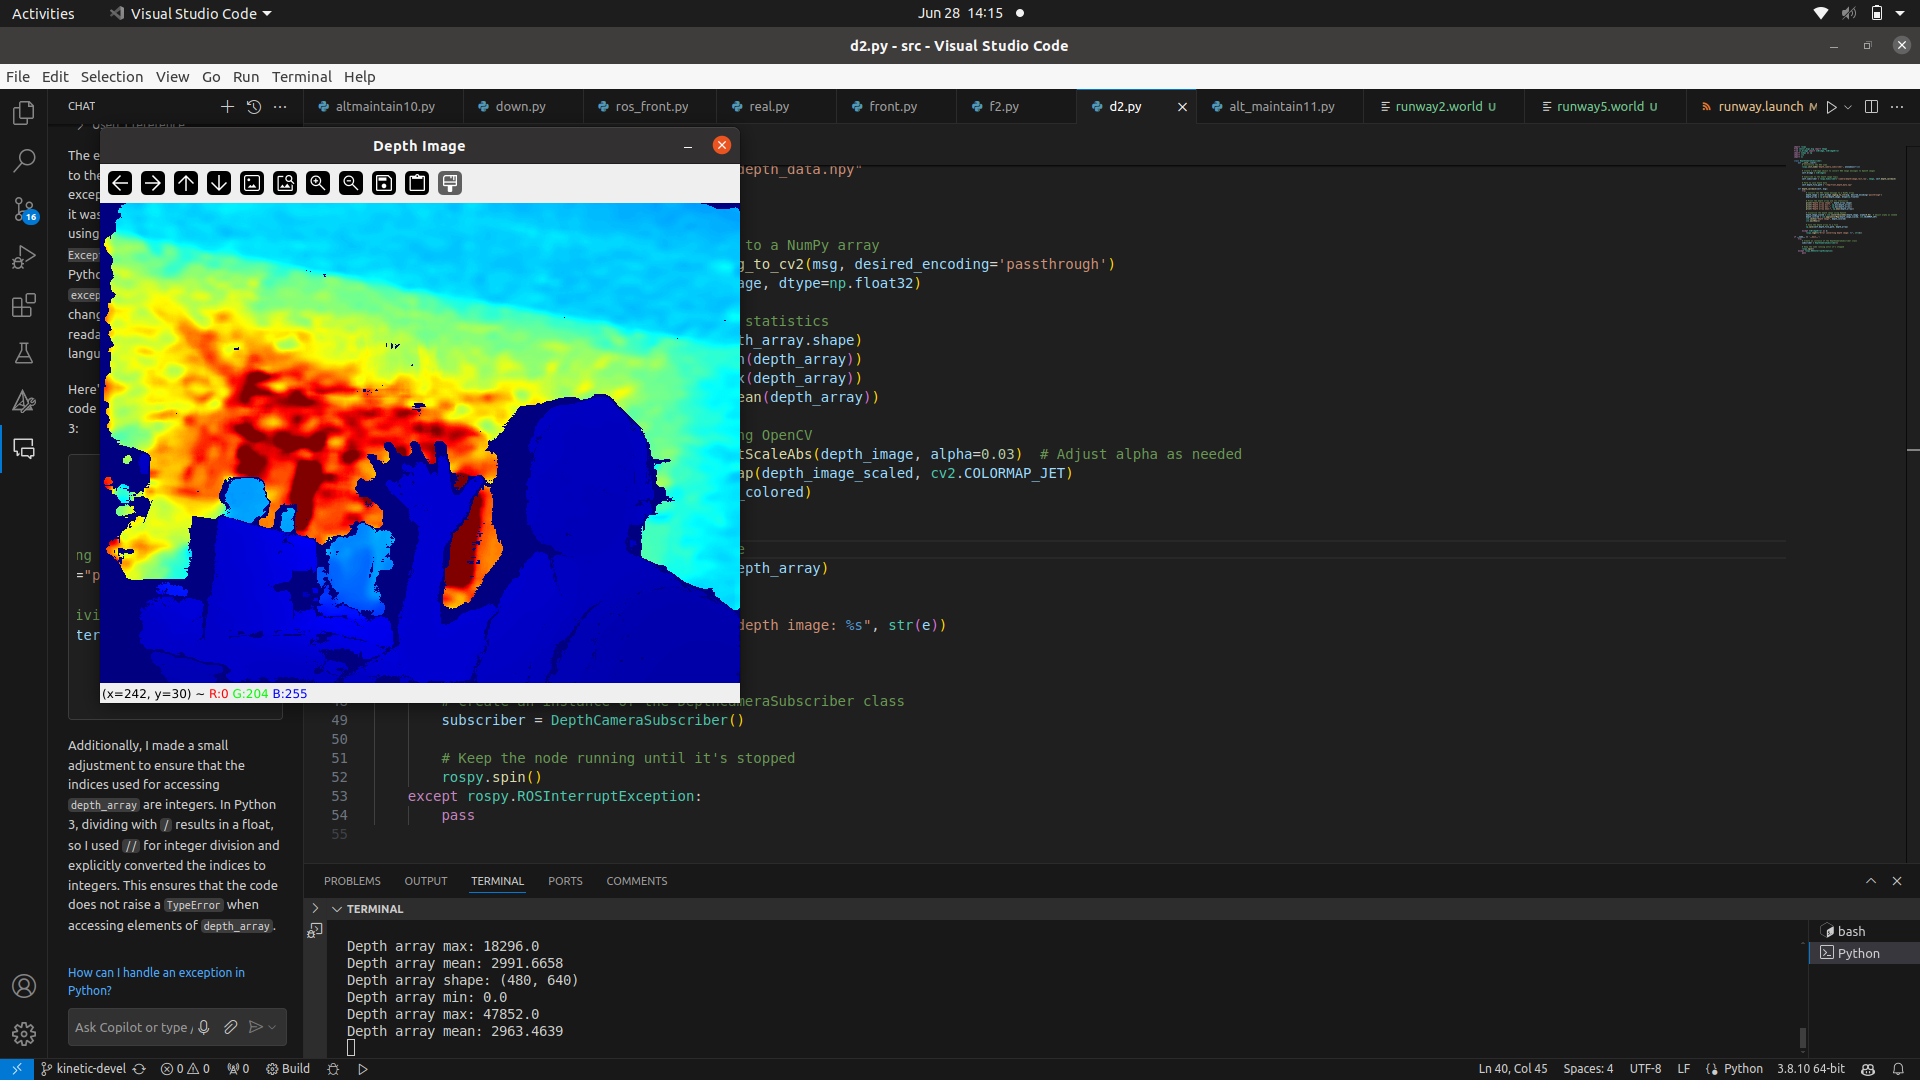 Activities
Visual Studio Code
Jun 28 14:15
d2.py - src - Visual Studio Code
File Edit Selection View Go Run Terminal Help
CHAT
altmaintain10.py
down.py
ros_front.py
real.py
front.py
f2.py
d2.py
alt_maintain11.py
runway2.world U
runway5.world U
runway.launch M
The e
to the
excep
it was
using
Excep
Pytho
excep
chang
reada
langu
Here'
code
3:
ng
="p
ivi
ter
Depth Image
(x=242, y=30) ~ R:0 G:204 B:255
depth_data.npy"
to a NumPy array
g_to_cv2(msg, desired_encoding='passthrough')
age, dtype=np.float32)
statistics
th_array.shape)
n(depth_array))
x(depth_array))
ean(depth_array))
ng OpenCV
tScaleAbs(depth_image, alpha=0.03)  # Adjust alpha as needed
ap(depth_image_scaled, cv2.COLORMAP_JET)
_colored)
e
epth_array)
depth image: %s", str(e))
# Create an instance of the DepthCameraSubscriber class
49 subscriber = DepthCameraSubscriber()
50
51 # Keep the node running until it's stopped
52 rospy.spin()
53 except rospy.ROSInterruptException:
54 pass
55
Additionally, I made a small
adjustment to ensure that the
indices used for accessing
depth_array are integers. In Python
3, dividing with / results in a float,
so I used // for integer division and
explicitly converted the indices to
integers. This ensures that the code
does not raise a TypeError when
accessing elements of depth_array.
How can I handle an exception in
Python?
Ask Copilot or type /
16
PROBLEMS OUTPUT TERMINAL PORTS COMMENTS
TERMINAL
Depth array max: 18296.0
Depth array mean: 2991.6658
Depth array shape: (480, 640)
Depth array min: 0.0
Depth array max: 47852.0
Depth array mean: 2963.4639
bash
Python
kinetic-devel 0 0 0 Build
Ln 40, Col 45 Spaces: 4 UTF-8 LF Python 3.8.10 64-bit